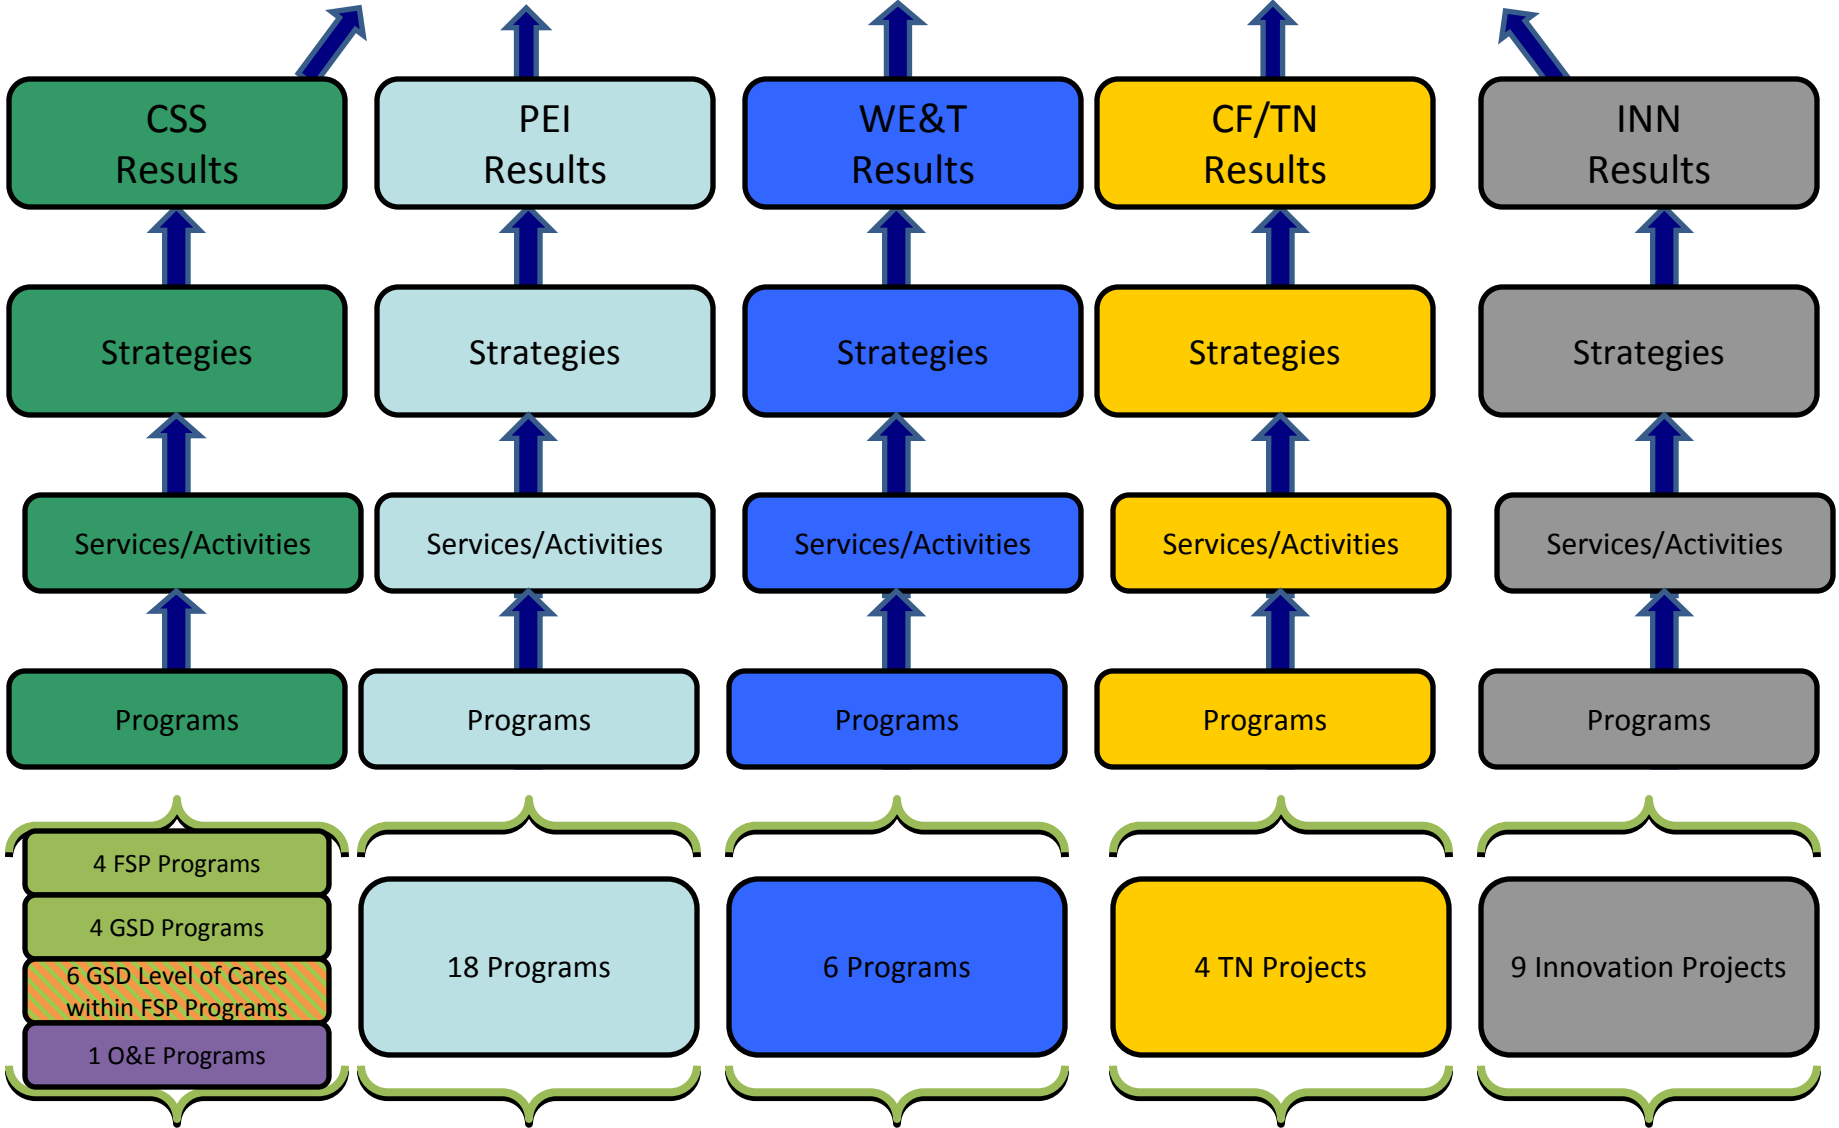 CSS
Results
PEI
Results
WE&T
Results
CF/TN
Results
INN
Results
Strategies
Strategies
Strategies
Strategies
Strategies
Services/Activities
Services/Activities
Services/Activities
Services/Activities
Services/Activities
Programs
Programs
Programs
Programs
Programs
4 FSP Programs
4 GSD Programs
6 GSD Level of Cares
within FSP Programs
1 O&E Programs
18 Programs
6 Programs
4 TN Projects
9 Innovation Projects